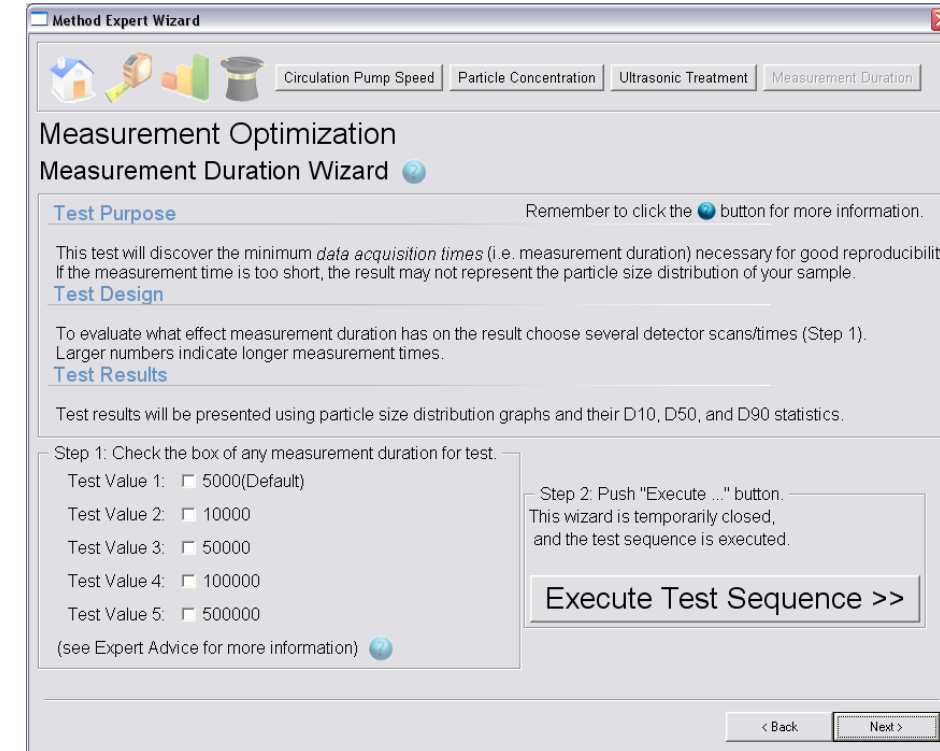 Method Expert Wizard
Circulation Pump Speed
Particle Concentration
Ultrasonic Treatment
Measurement Duration
Measurement Optimization
Measurement Duration Wizard ?
Test Purpose
Remember to click the ? button for more information.
This test will discover the minimum data acquisition times (i.e. measurement duration) necessary for good reproducibilit
If the measurement time is too short, the result may not represent the particle size distribution of your sample.
Test Design
To evaluate what effect measurement duration has on the result choose several detector scans/times (Step 1).
Larger numbers indicate longer measurement times.
Test Results
Test results will be presented using particle size distribution graphs and their D10, D50, and D90 statistics.
Step 1: Check the box of any measurement duration for test.
Test Value 1: 5000(Default)
Test Value 2: 10000
Test Value 3: 50000
Test Value 4: 100000
Test Value 5: 500000
(see Expert Advice for more information) ?
Step 2: Push "Execute ..." button.
This wizard is temporarily closed,
and the test sequence is executed.
Execute Test Sequence >>
< Back
Next >